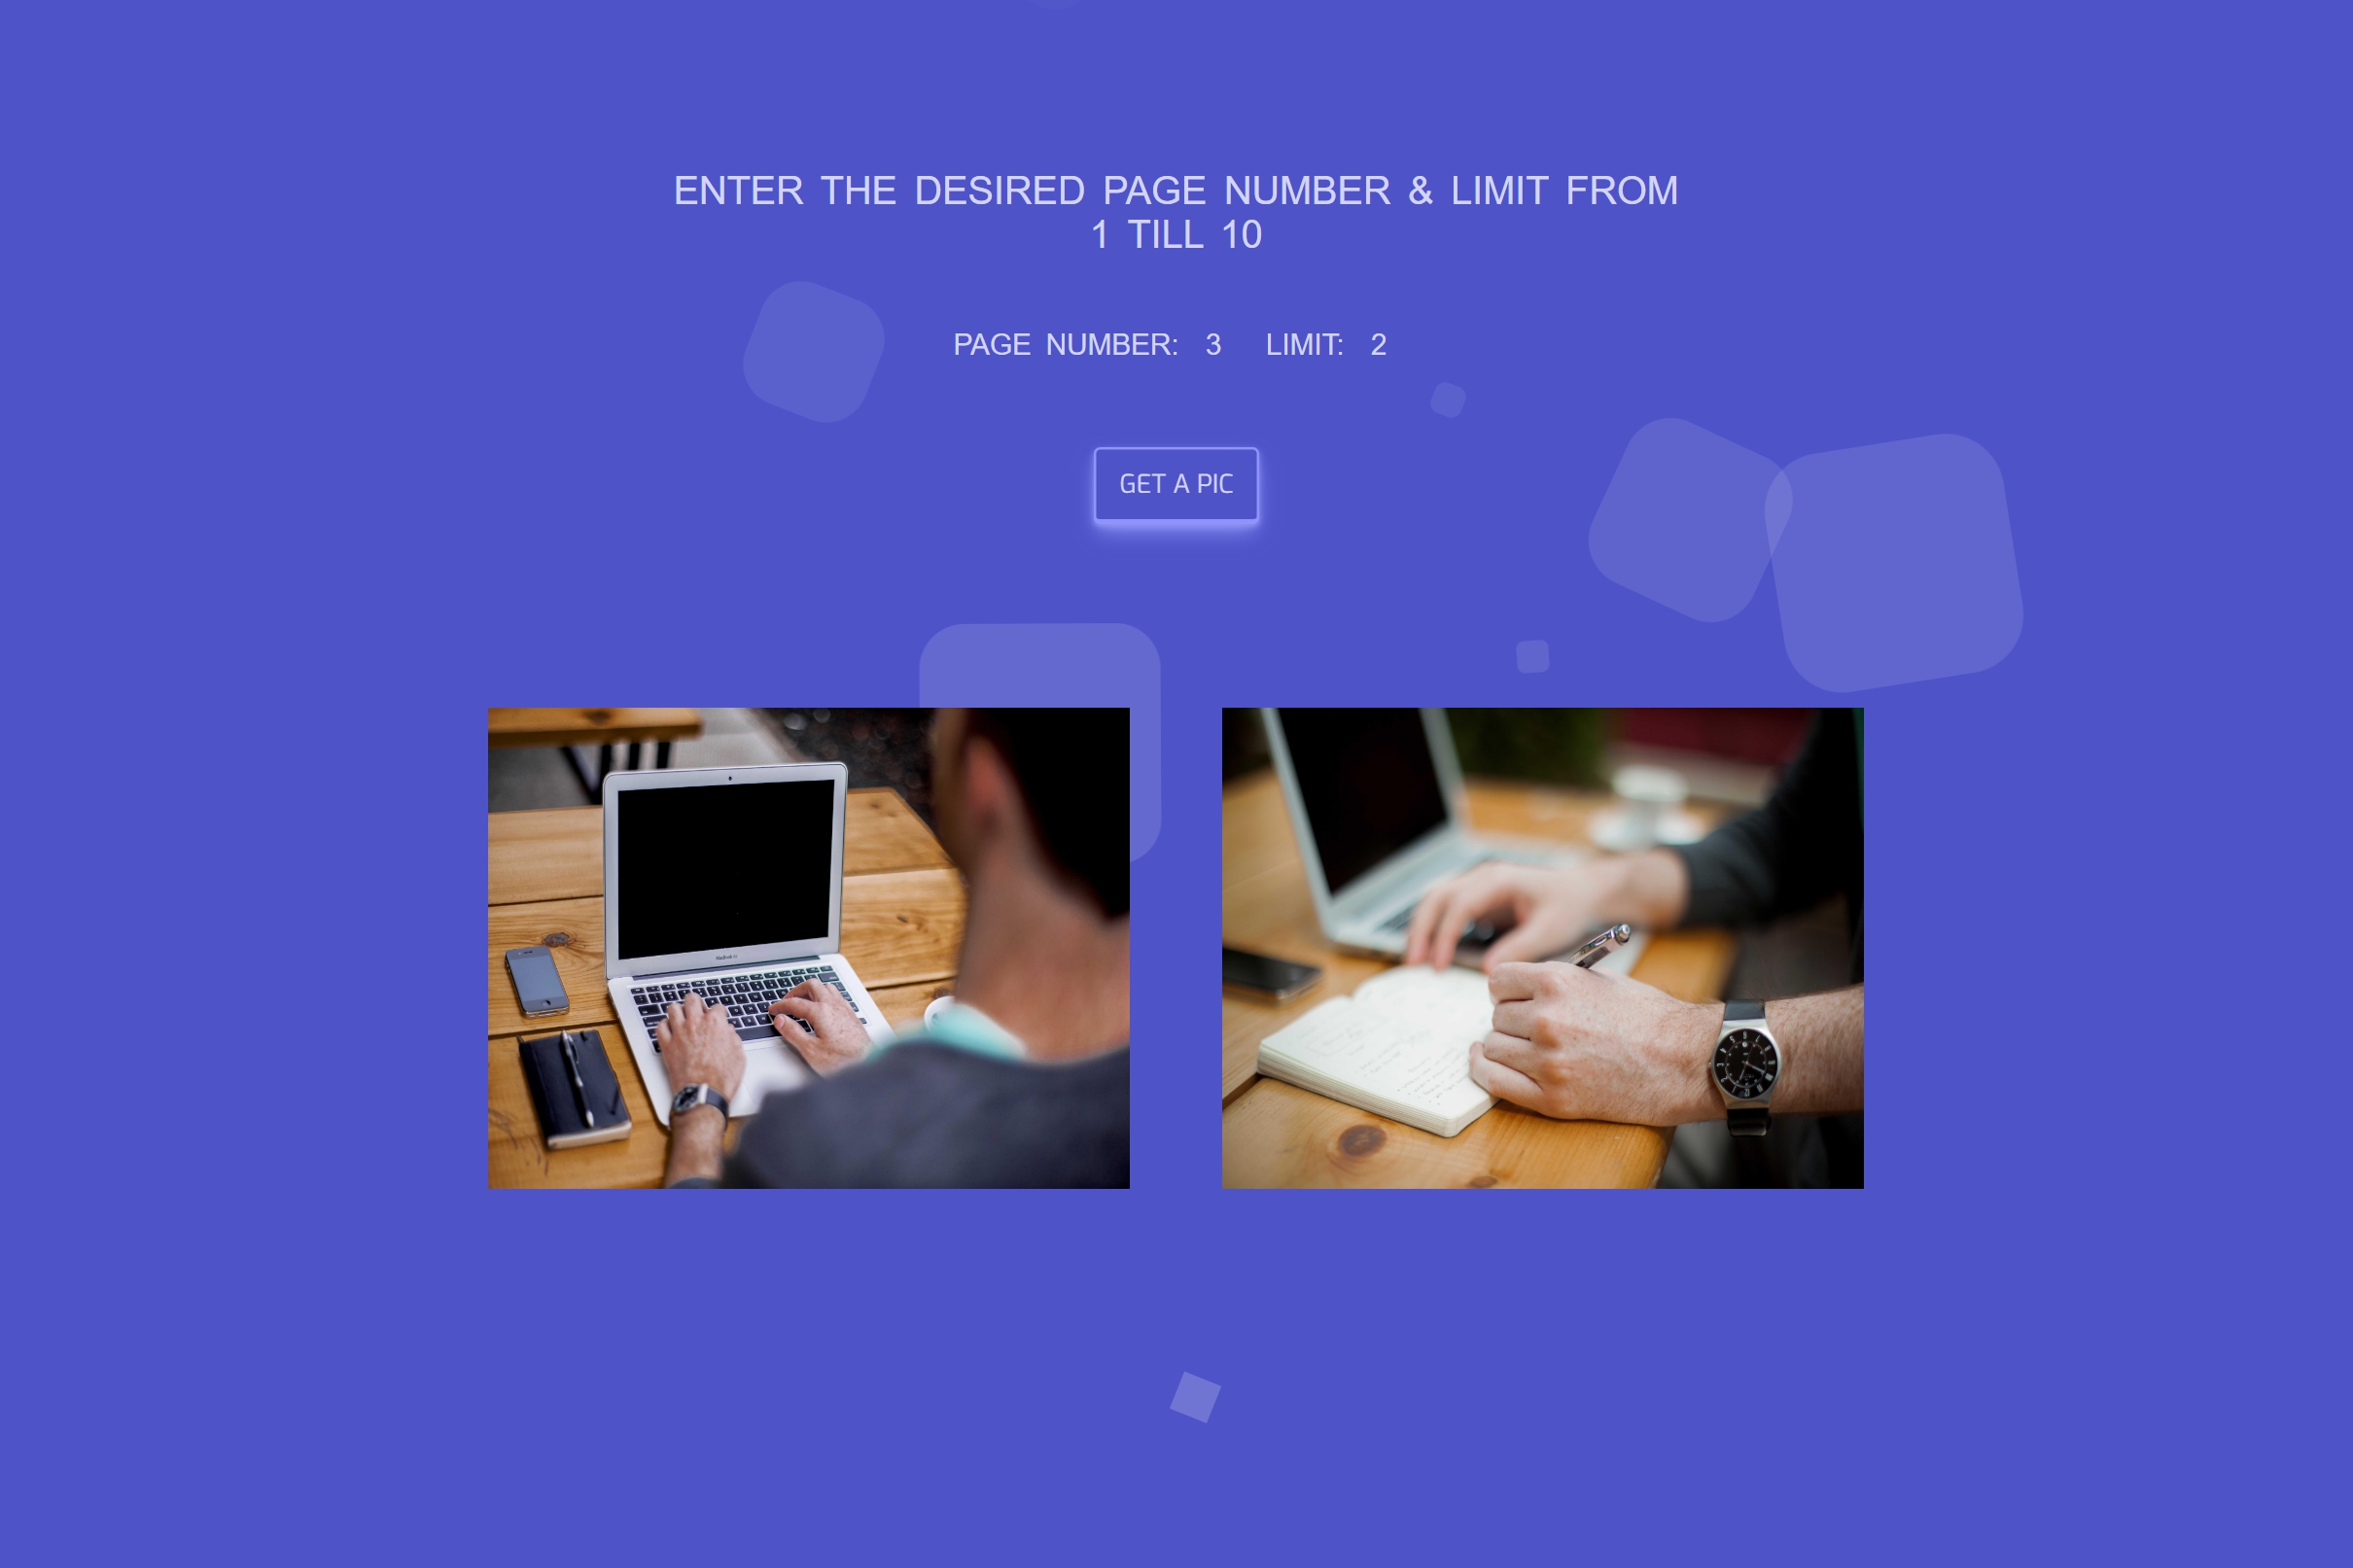 ENTER THE DESIRED PAGE NUMBER & LIMIT FROM
1 TILL 10
PAGE NUMBER: 3 LIMIT: 2
GET A PIC